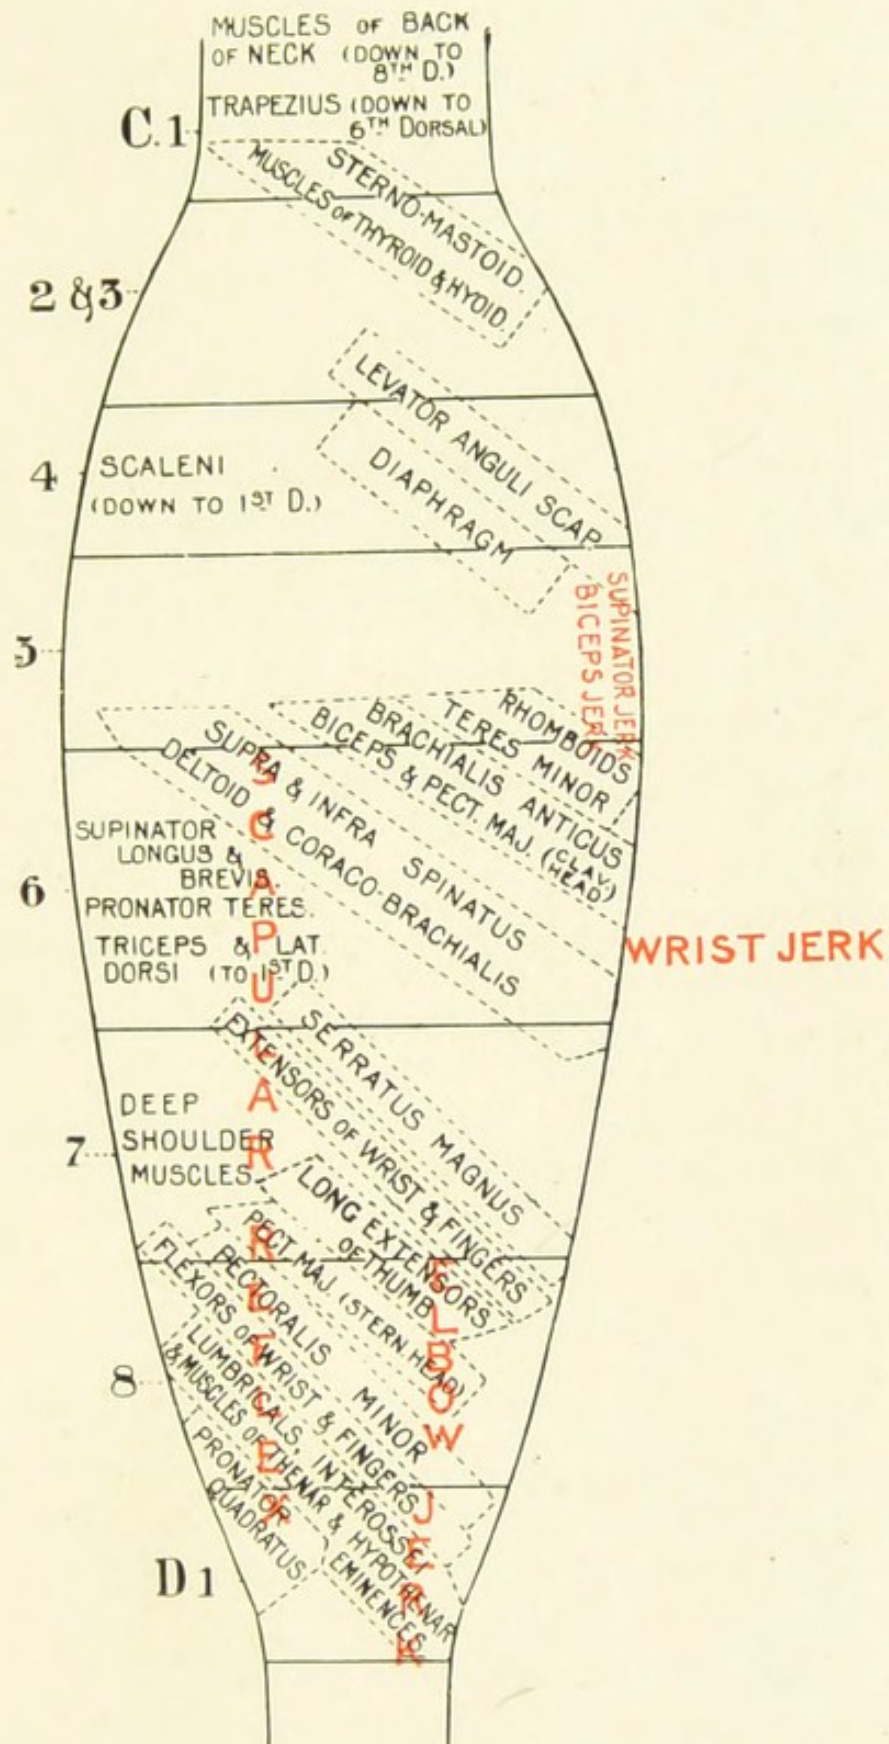 MUSCLES OF BACK
OF NECK (DOWN TO
8TH D.)
TRAPEZIUS (DOWN TO
6TH DORSAL)
C.1
STERNO-MASTOID.
MUSCLES OF THYROID & HYOID.
2 & 3
LEVATOR ANGULI SCAP.
DIAPHRAGM
4
SCALENI
(DOWN TO 1ST D.)
SUPINATOR JERK
BICEPS JERK
5
RHOMBOIDS
TERES MINOR
BRACHIALIS ANTICUS
BICEPS & PECT. MAJ. (CLAV.
HEAD)
SUPRA & INFRA SPINATUS
DELTOID & CORACO-BRACHIALIS
SCAPULAR REFLEX
SUPINATOR
LONGUS &
BREVIS.
6
PRONATOR TERES.
TRICEPS & LAT.
DORSI (TO 1ST D.)
WRIST JERK
SERRATUS MAGNUS
EXTENSORS OF WRIST & FINGERS
7
DEEP
SHOULDER
MUSCLES.
LONG EXTENSORS
OF THUMB
PECT. MAJ. (STERN HEAD)
PECTORALIS MINOR
FLEXORS OF WRIST & FINGERS
ELBOW JERK
8
LUMBRICALS, INTEROSSEI
(& MUSCLES OF THENAR & HYPOTHENAR
EMINENCES.
PRONATOR
QUADRATUS.
D 1